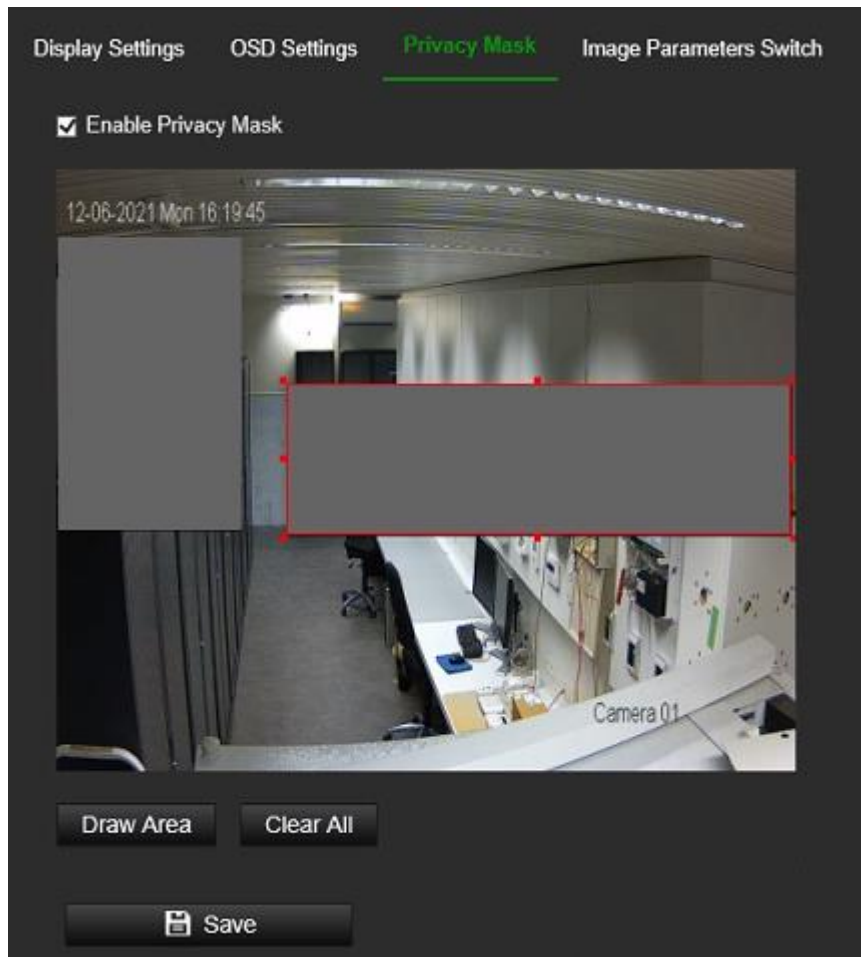 Display Settings OSD Settings Privacy Mask Image Parameters Switch
Enable Privacy Mask
12-06-2021 Mon 16:19:45
Camera 01
Draw Area Clear All
Save